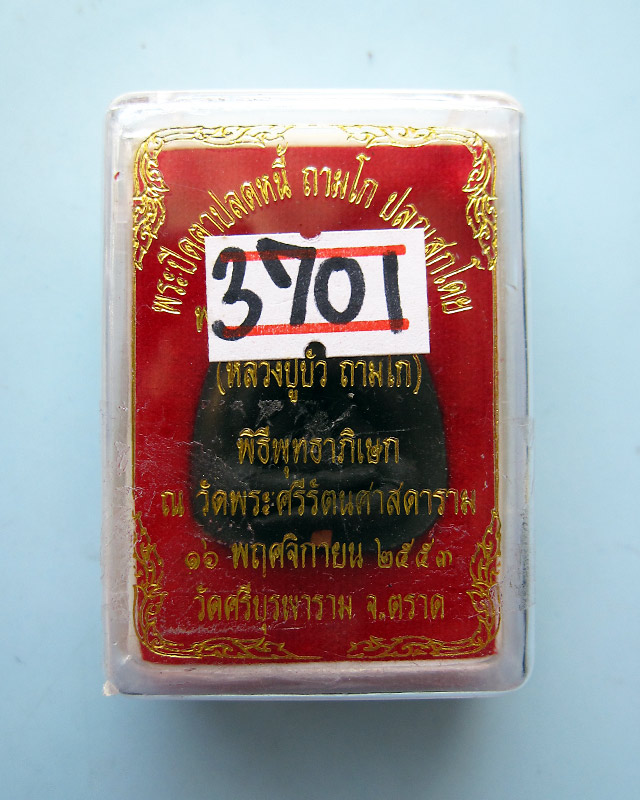 พระปิดตาปลดหนี้ ถามโก ปลุกเสกโดย
3701
(หลวงปู่บัว ถามโก)
พิธีพุทธาภิเษก
ณ วัดพระศรีรัตนศาสดาราม
๑๖ พฤศจิกายน ๒๕๕๓
วัดศรีบุรพาราม จ.ตราด